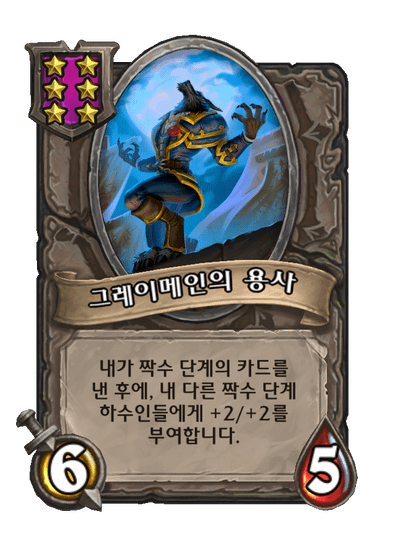 그레이메인의 용사
내가 짝수 단계의 카드를
낸 후에, 내 다른 짝수 단계
하수인들에게 +2/+2를
부여합니다.
6
5